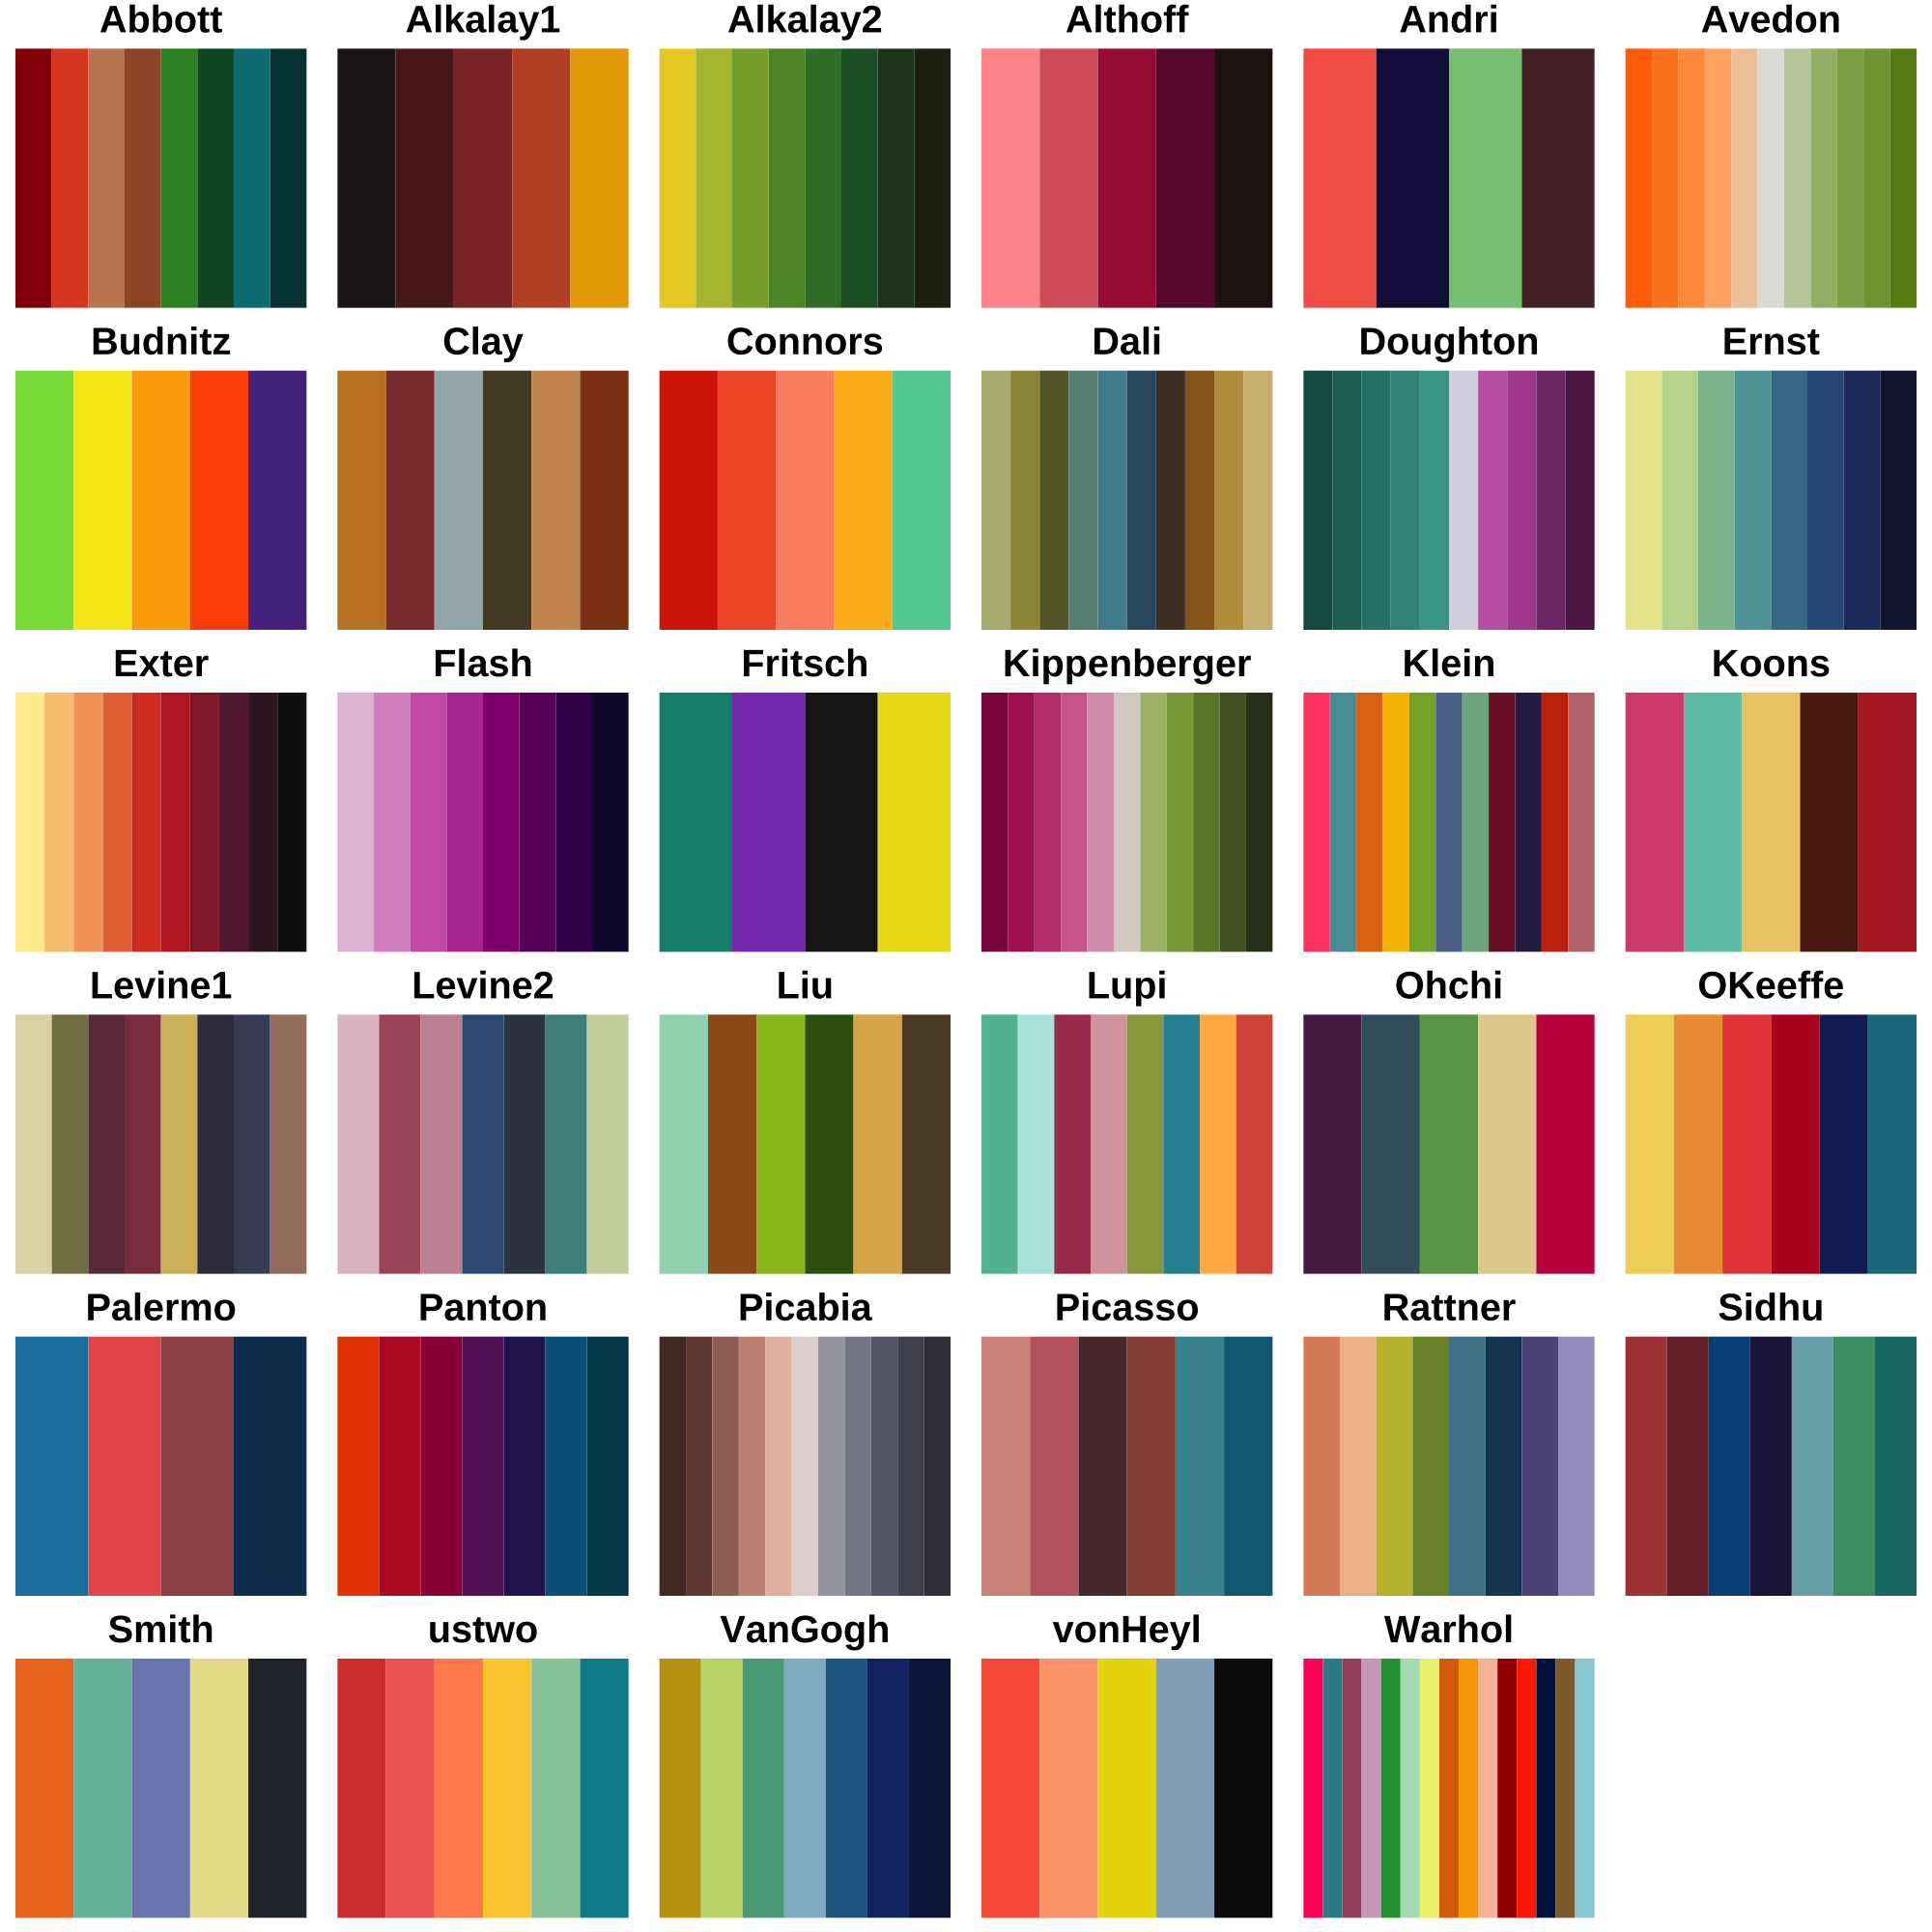 Abbott Alkalay1 Alkalay2 Althoff Andri Avedon
Budnitz Clay Connors Dali Doughton Ernst
Exter Flash Fritsch Kippenberger Klein Koons
Levine1 Levine2 Liu Lupi Ohchi OKeeffe
Palermo Panton Picabia Picasso Rattner Sidhu
Smith ustwo VanGogh vonHeyl Warhol